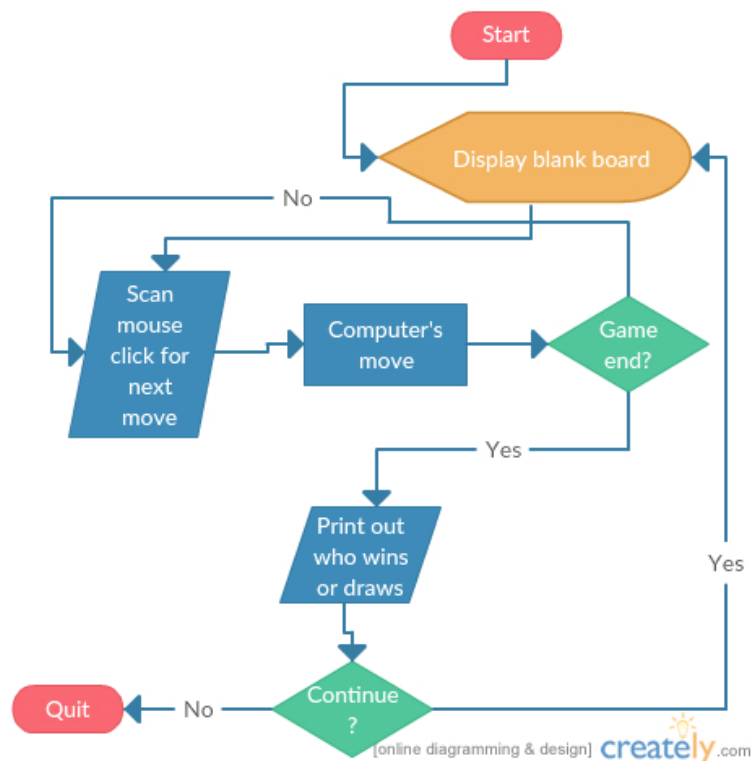 Start
Display blank board
No
Scan
mouse
click for
next
move
Computer's
move
Game
end?
Yes
Print out
who wins
or draws
Yes
Continue
?
No
Quit
[online diagramming & design] creately.com